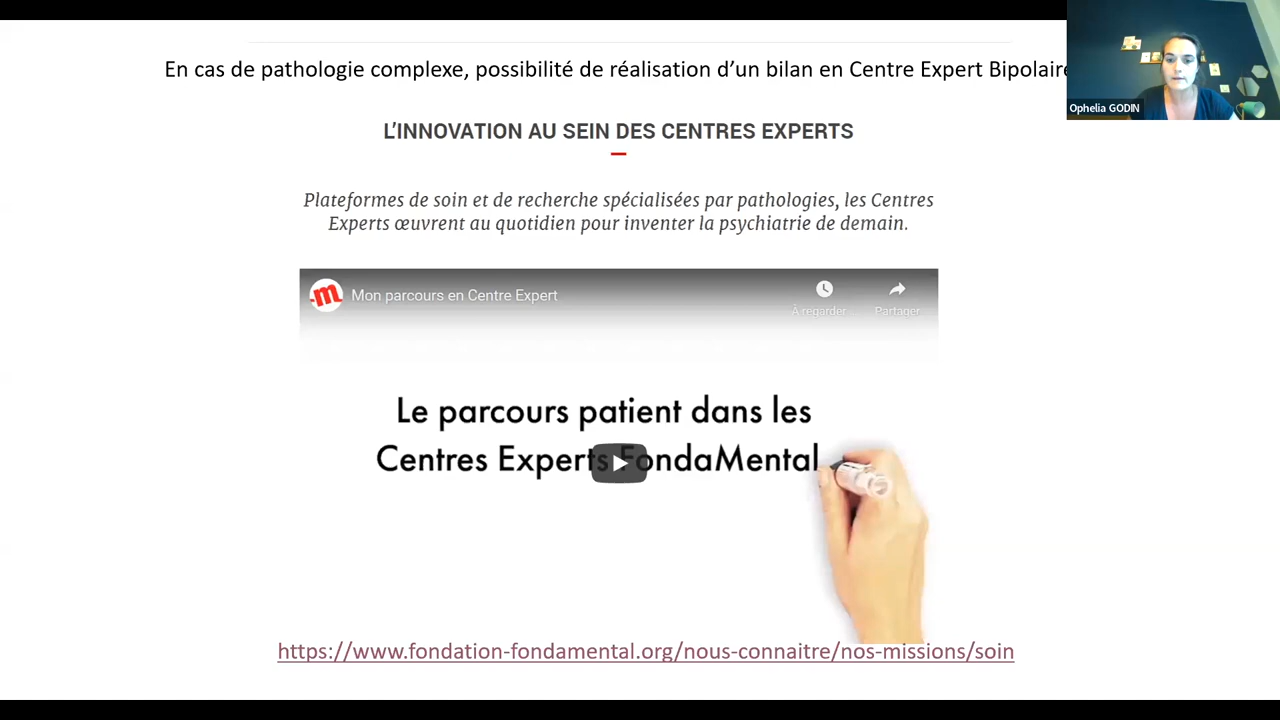 En cas de pathologie complexe, possibilité de réalisation d’un bilan en Centre Expert Bipolaire
Ophelia GODIN
L’INNOVATION AU SEIN DES CENTRES EXPERTS
Plateformes de soin et de recherche spécialisées par pathologies, les Centres
Experts œuvrent au quotidien pour inventer la psychiatrie de demain.
Mon parcours en Centre Expert
À regarder...
Partager
Le parcours patient dans les
Centres Experts FondaMental
https://www.fondation-fondamental.org/nous-connaitre/nos-missions/soin